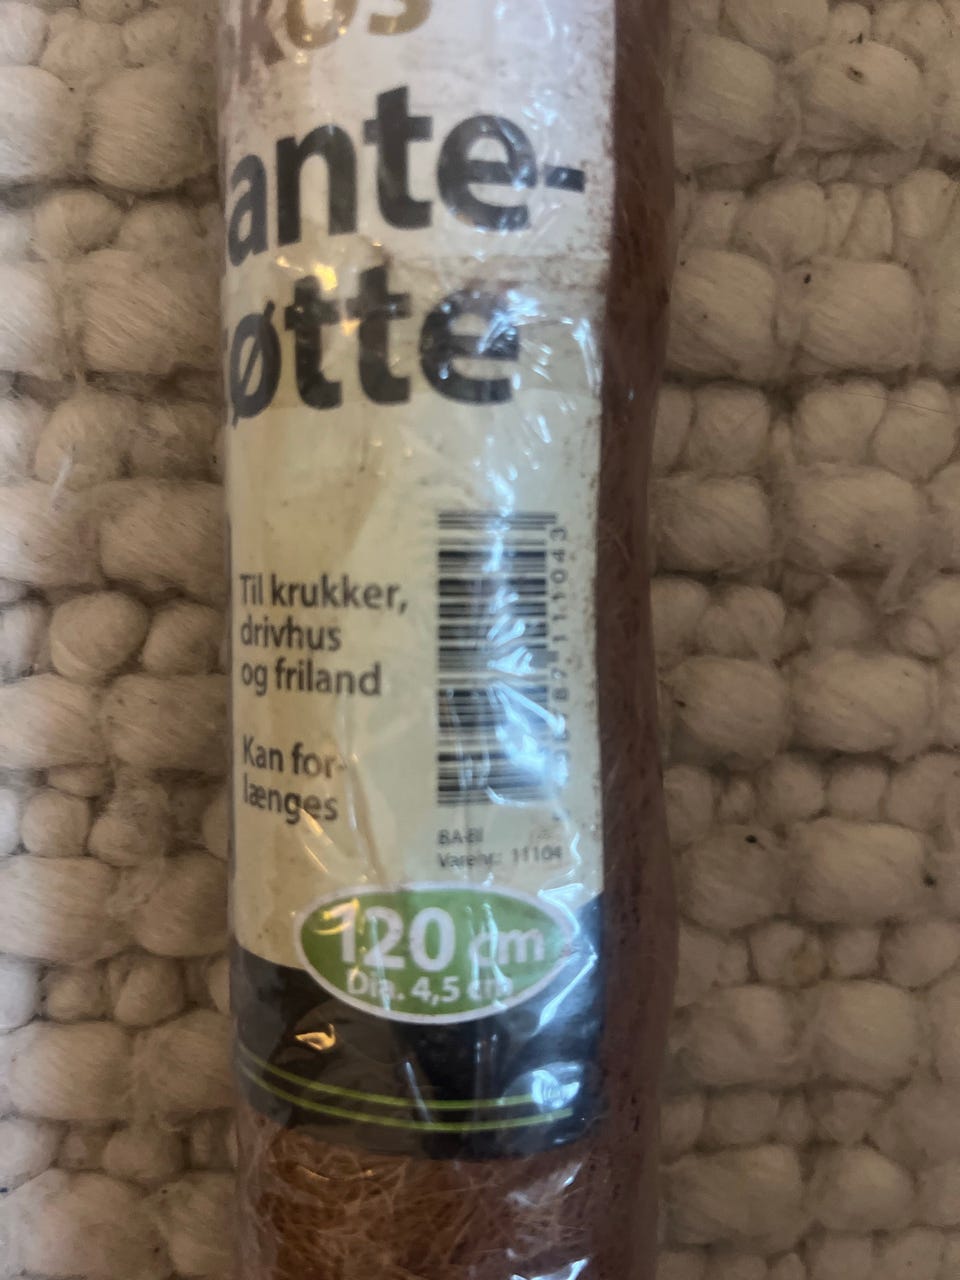 kos
ante-
øtte
Til krukker,
drivhus
og friland
Kan for-
længes
BA-BI
Varenr.: 11104
120 cm
Dia. 4,5 cm